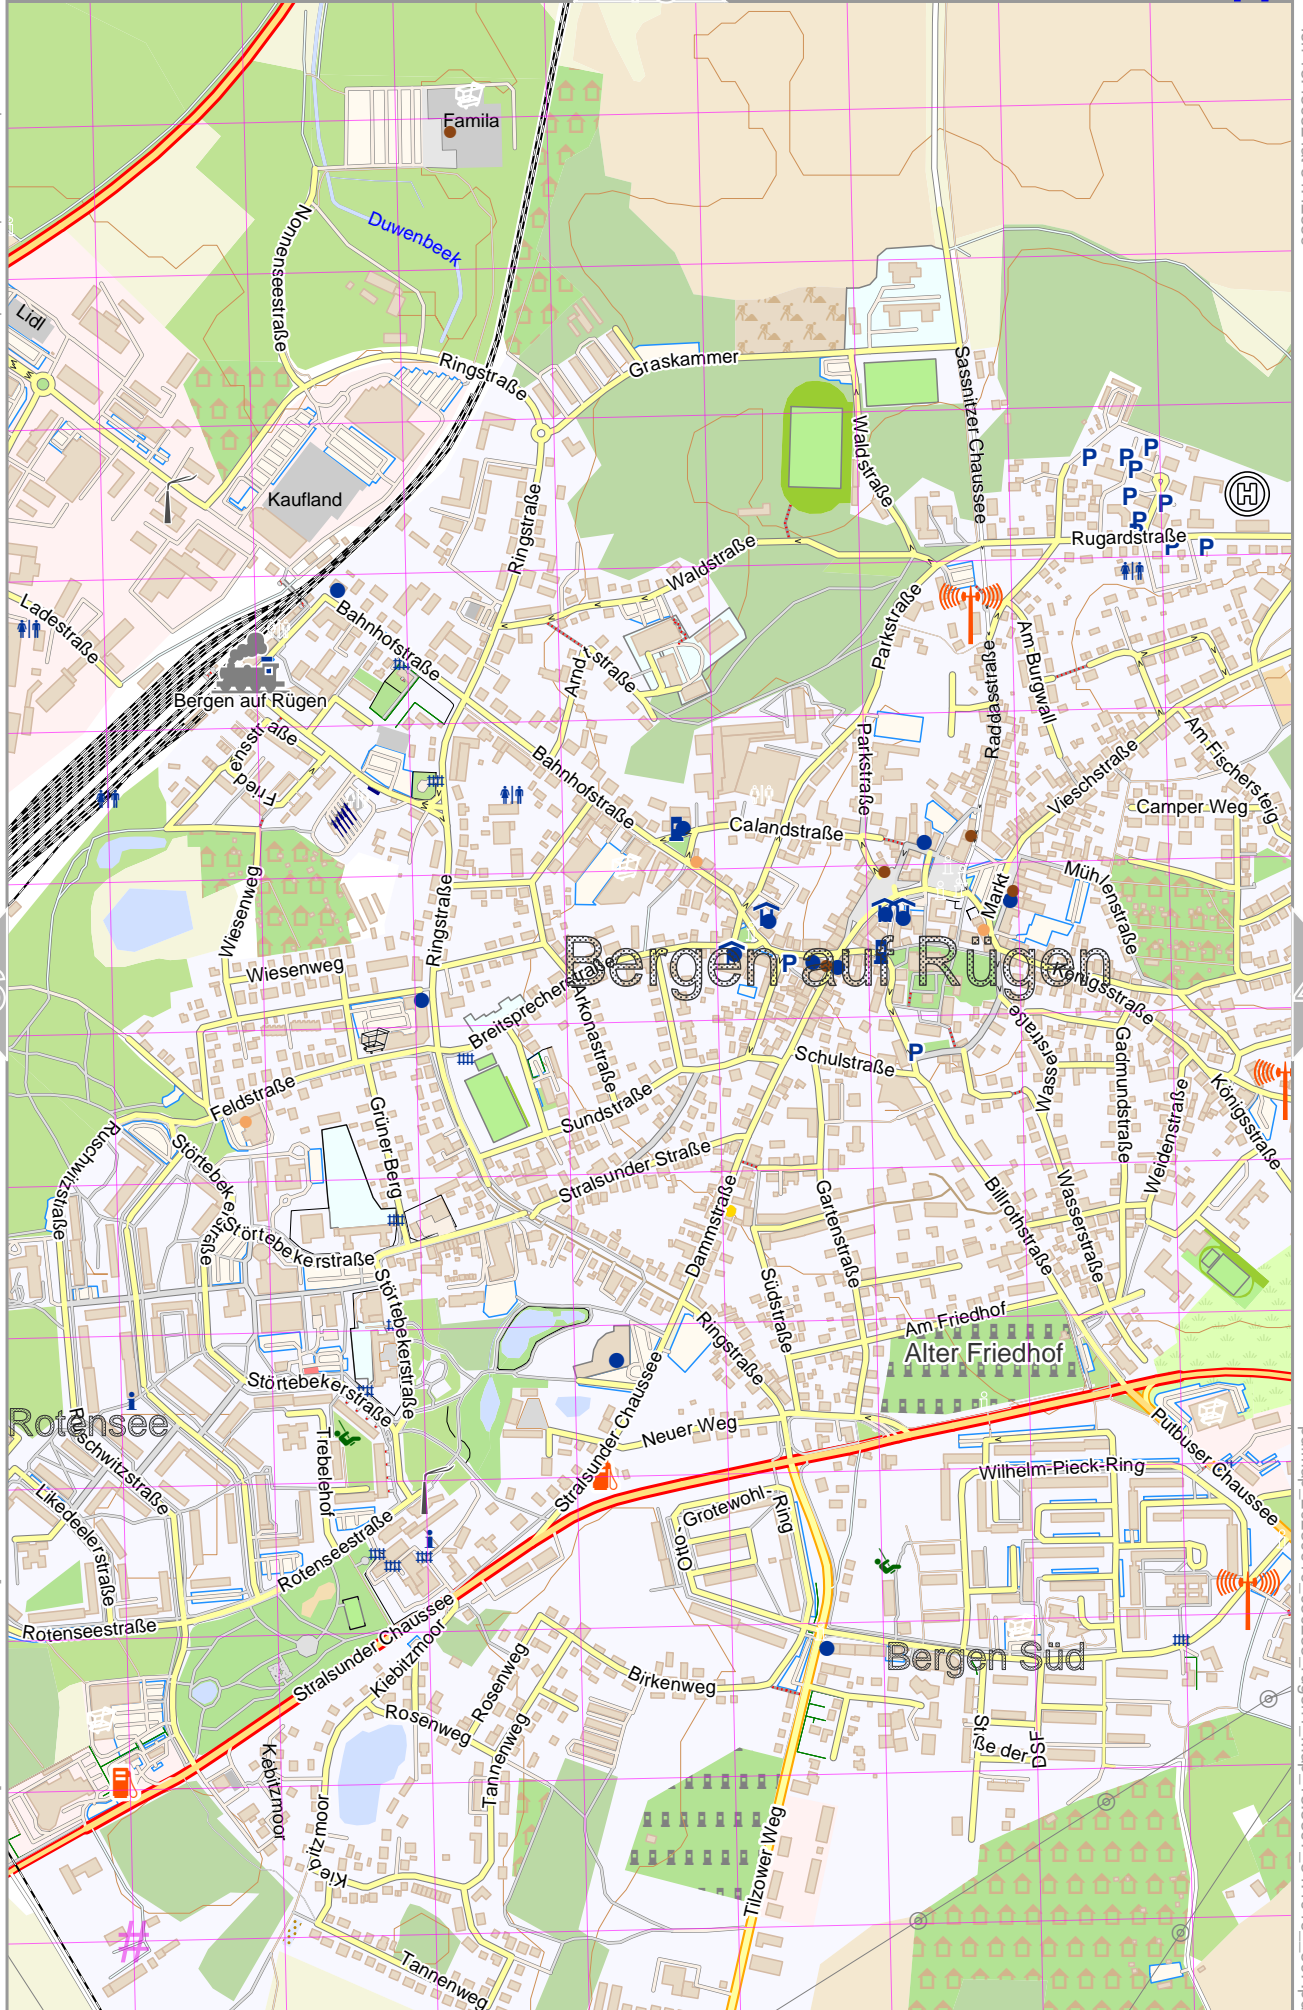 Famila
Duwenbeek
Nonnenseestraße
Lidl
Ringstraße
Graskammer
Sassnitzer Chaussee
Waldstraße
Kaufland
P
P
P
P
P
P
P
P
P
H
Ringstraße
Rugardstraße
Waldstraße
Ladestraße
Bahnhofstraße
Parkstraße
Am Burgwall
Raddasstraße
Arndtstraße
Bergen auf Rügen
Friedensstraße
Parkstraße
Am Fischersteig
Vieschstraße
Bahnhofstraße
Camper Weg
Calandstraße
Markt
Mühlenstraße
Wiesenweg
Ringstraße
Bergen auf Rügen
P
Wiesenweg
Breitsprecherstraße
Arkonastraße
Königsstraße
Schulstraße
P
Wasserstraße
Gadmundstraße
Königsstraße
Feldstraße
Grüner Berg
Sundstraße
Weidenstraße
Ruschwitzstraße
Störtebekerstraße
Stralsunder Straße
Störtebekerstraße
Dammstraße
Gartenstraße
Billrothstraße
Wasserstraße
Störtebekerstraße
Südstraße
Ringstraße
Am Friedhof
Alter Friedhof
Störtebekerstraße
Rotensee
Ruschwitzstraße
Trebelehof
Stralsunder Chaussee
Neuer Weg
Putbuser Chaussee
Wilhelm-Pieck-Ring
Likedeelerstraße
Otto-Grotewohl-Ring
Rotenseestraße
Rotenseestraße
Stralsunder Chaussee
Kiebitzmoor
Rosenweg
Birkenweg
Bergen Süd
Rosenweg
Tannenweg
Straße der DSF
Kiebitzmoor
Kiebitzmoor
Tilzower Weg
Tannenweg
#